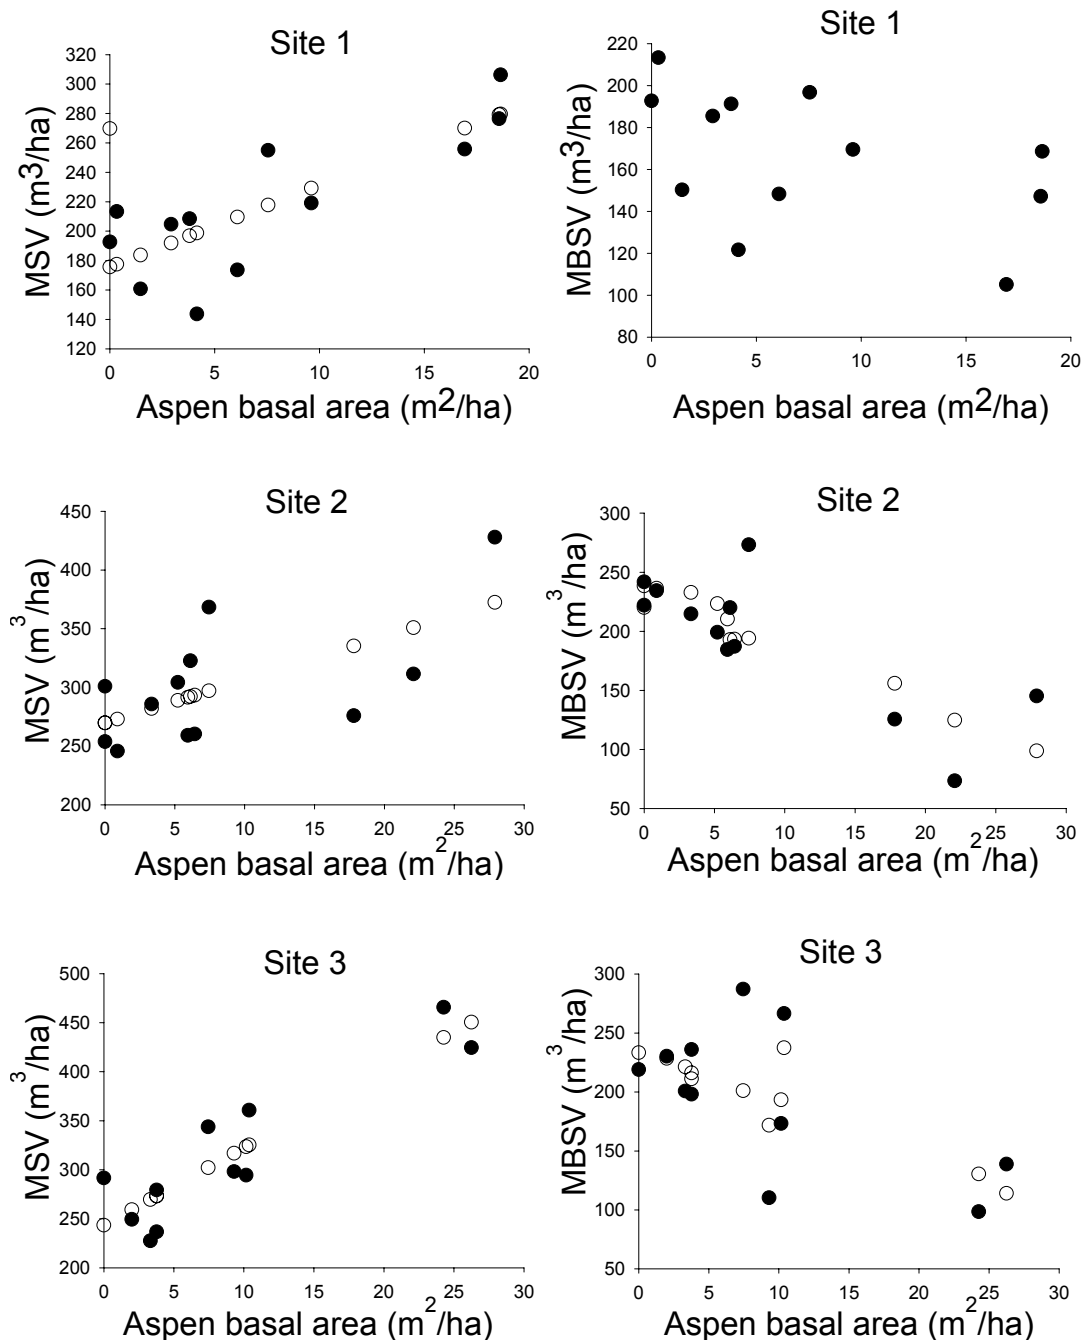 Site 1
MSV (m3/ha)
320
300
280
260
240
220
200
180
160
140
120
0 5 10 15 20
Aspen basal area (m2/ha)
Site 1
MBSV (m3/ha)
220
200
180
160
140
120
100
80
0 5 10 15 20
Aspen basal area (m2/ha)
Site 2
MSV (m3/ha)
450
400
350
300
250
200
0 5 10 15 20 25 30
Aspen basal area (m2/ha)
Site 2
MBSV (m3/ha)
300
250
200
150
100
50
0 5 10 15 20 25 30
Aspen basal area (m2/ha)
Site 3
MSV (m3/ha)
500
450
400
350
300
250
200
0 5 10 15 20 25 30
Aspen basal area (m2/ha)
Site 3
MBSV (m3/ha)
300
250
200
150
100
50
0 5 10 15 20 25 30
Aspen basal area (m2/ha)